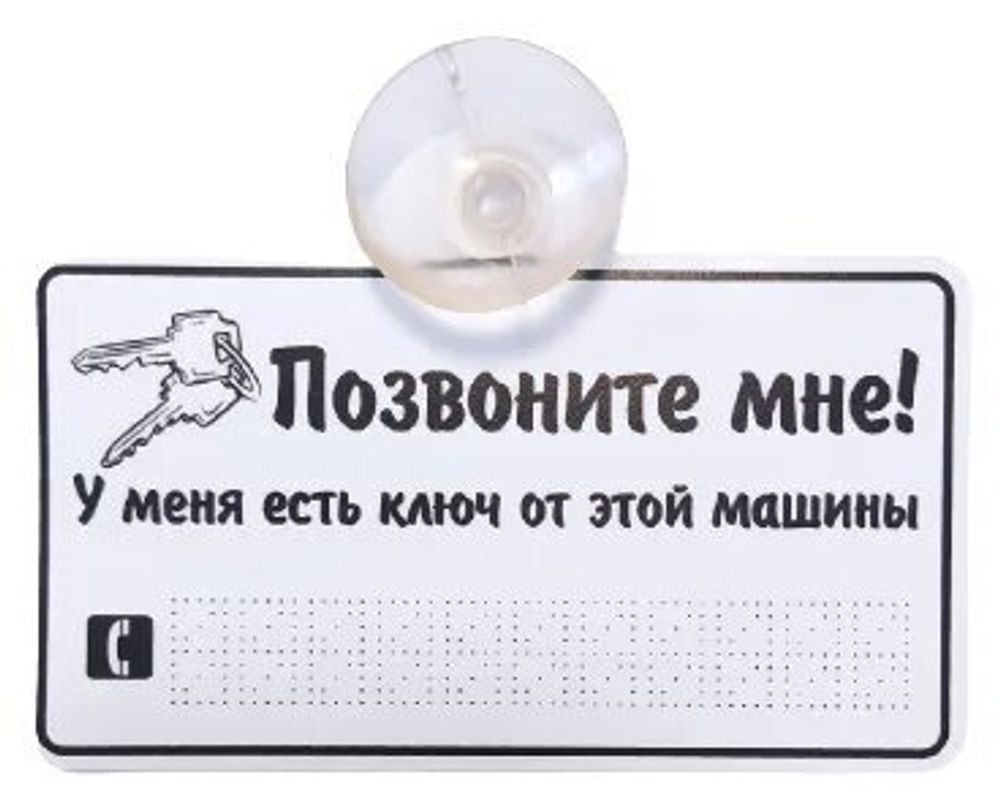 Позвоните мне!
У меня есть ключ от этой машины